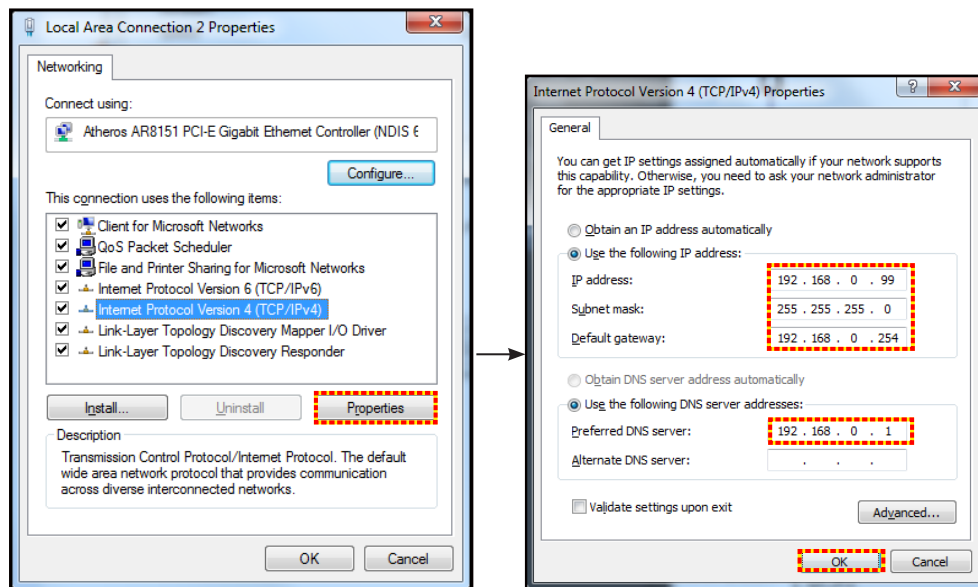 Local Area Connection 2 Properties
Networking
Connect using:
Atheros AR8151 PCI-E Gigabit Ethernet Controller (NDIS 6
Configure...
This connection uses the following items:
Client for Microsoft Networks
QoS Packet Scheduler
File and Printer Sharing for Microsoft Networks
Internet Protocol Version 6 (TCP/IPv6)
Internet Protocol Version 4 (TCP/IPv4)
Link-Layer Topology Discovery Mapper I/O Driver
Link-Layer Topology Discovery Responder
Install...
Uninstall
Properties
Description
Transmission Control Protocol/Internet Protocol. The default
wide area network protocol that provides communication
across diverse interconnected networks.
OK
Cancel
Internet Protocol Version 4 (TCP/IPv4) Properties
General
You can get IP settings assigned automatically if your network supports
this capability. Otherwise, you need to ask your network administrator
for the appropriate IP settings.
Obtain an IP address automatically
Use the following IP address:
IP address: 192 . 168 . 0 . 99
Subnet mask: 255 . 255 . 255 . 0
Default gateway: 192 . 168 . 0 . 254
Obtain DNS server address automatically
Use the following DNS server addresses:
Preferred DNS server: 192 . 168 . 0 . 1
Alternate DNS server: . . .
Validate settings upon exit
Advanced...
OK
Cancel